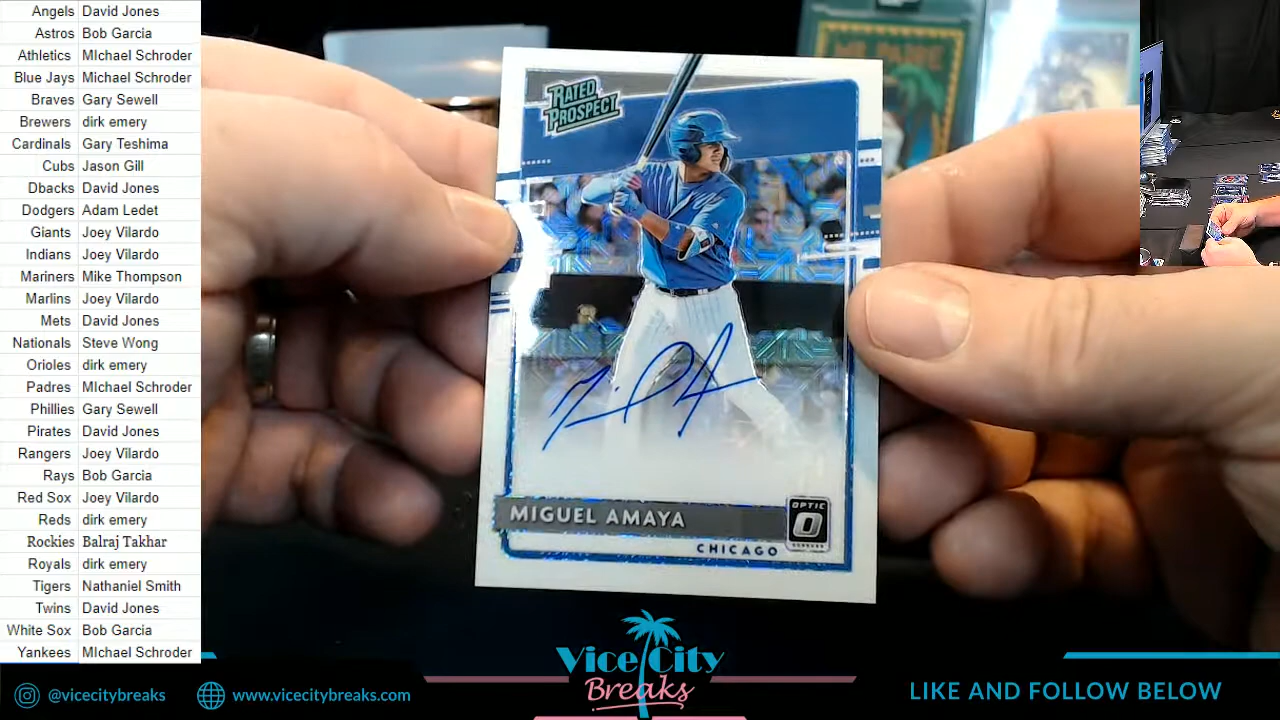 Angels David Jones
Astros Bob Garcia
Athletics MIchael Schroder
Blue Jays Michael Schroder
Braves Gary Sewell
Brewers dirk emery
Cardinals Gary Teshima
Cubs Jason Gill
Dbacks David Jones
Dodgers Adam Ledet
Giants Joey Vilardo
Indians Joey Vilardo
Mariners Mike Thompson
Marlins Joey Vilardo
Mets David Jones
Nationals Steve Wong
Orioles dirk emery
Padres MIchael Schroder
Phillies Gary Sewell
Pirates David Jones
Rangers Joey Vilardo
Rays Bob Garcia
Red Sox Joey Vilardo
Reds dirk emery
Rockies Balraj Takhar
Royals dirk emery
Tigers Nathaniel Smith
Twins David Jones
White Sox Bob Garcia
Yankees MIchael Schroder
RATED
PROSPECT
MIGUEL AMAYA
OPTIC
CHICAGO
Vice City
Breaks
@vicecitybreaks
www.vicecitybreaks.com
LIKE AND FOLLOW BELOW